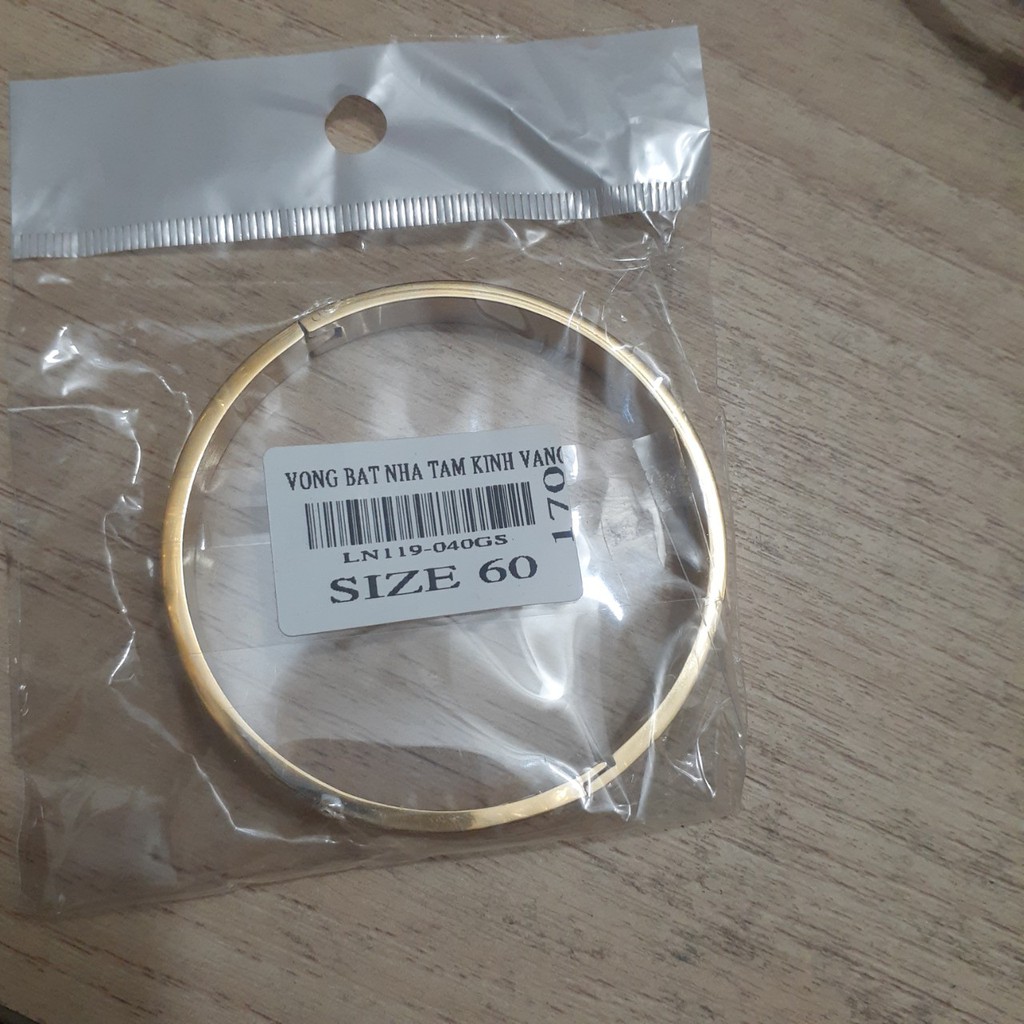 VONG BAT NHA TAM KINH VANG
LN119-040GS
SIZE 60
170